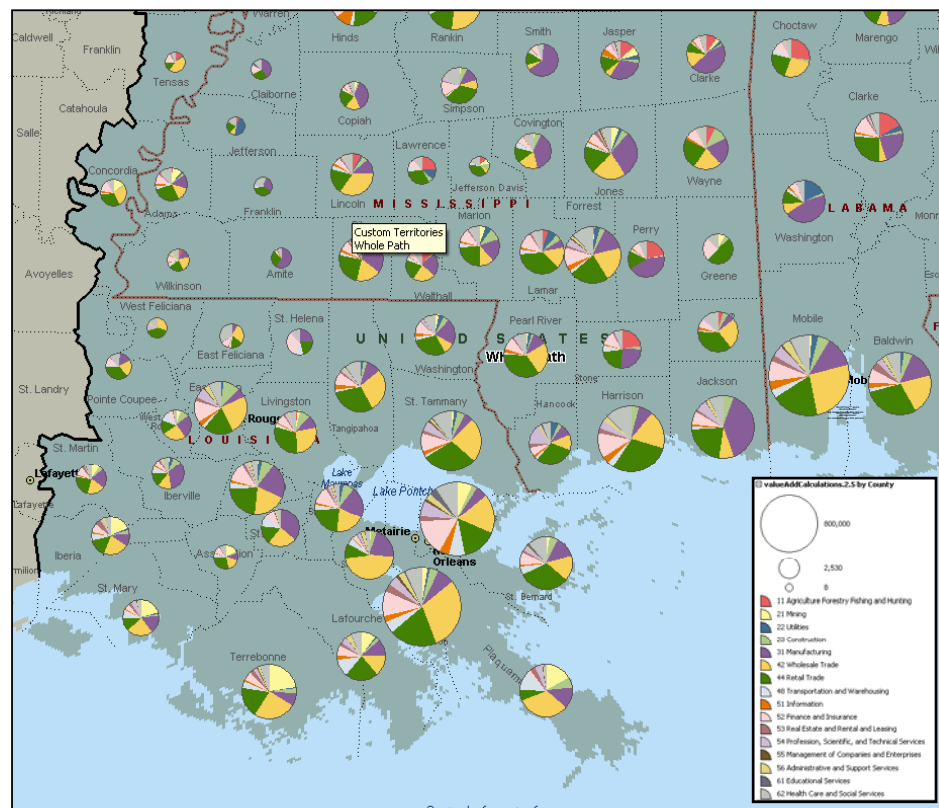 Warren
Caldwell
Franklin
Hinds
Rankin
Smith
Jasper
Choctaw
Marengo
Tensas
Claiborne
Clarke
Catahoula
Copiah
Simpson
Clarke
Salle
Jefferson
Covington
Lawrence
Concordia
Jefferson Davis
Wayne
Adams
Franklin
Lincoln
Jones
MISSISSIPPI
ALABAMA
Marion
Forrest
Washington
Custom Territories
Whole Path
Perry
Avoyelles
Wilkinson
Amite
Walthall
Lamar
Greene
West Feliciana
St. Helena
Pearl River
Mobile
UNITED STATES
Baldwin
East Feliciana
Washington
Stone
St. Landry
Pointe Coupee
Livingston
Hancock
Harrison
Jackson
St. Tammany
Rouge
Tangipahoa
LOUISIANA
St. Martin
Lafayette
Iberville
Lake
Maurepas
Lake Pontch
Lafayette
Metairie
Iberia
Orleans
St. Mary
St. Bernard
Lafourche
Terrebonne
Plaquem
valueAddCalculations.2.5 by County
800,000
2,530
8
11 Agriculture Forestry Fishing and Hunting
21 Mining
22 Utilities
23 Construction
31 Manufacturing
42 Wholesale Trade
44 Retail Trade
48 Transportation and Warehousing
51 Information
52 Finance and Insurance
53 Real Estate and Rental and Leasing
54 Profession, Scientific, and Technical Services
55 Management of Companies and Enterprises
56 Administrative and Support Services
61 Educational Services
62 Health Care and Social Services